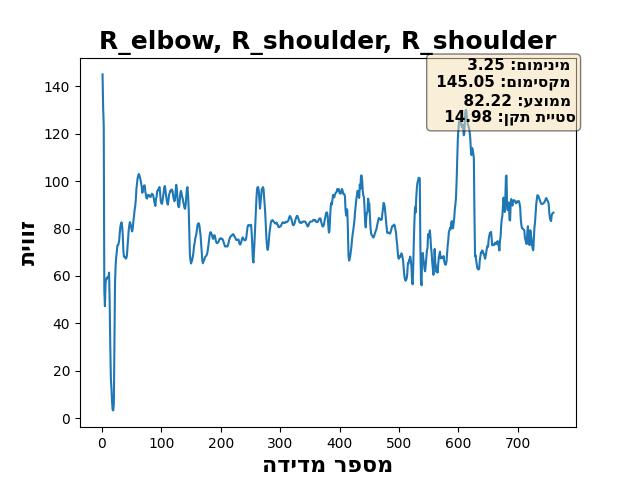 R_elbow, R_shoulder, R_shoulder
מינימום: 3.25
מקסימום: 145.05
ממוצע: 82.22
סטיית תקן: 14.98
זווית
140
120
100
80
60
40
20
0
0 100 200 300 400 500 600 700
מספר מדידה